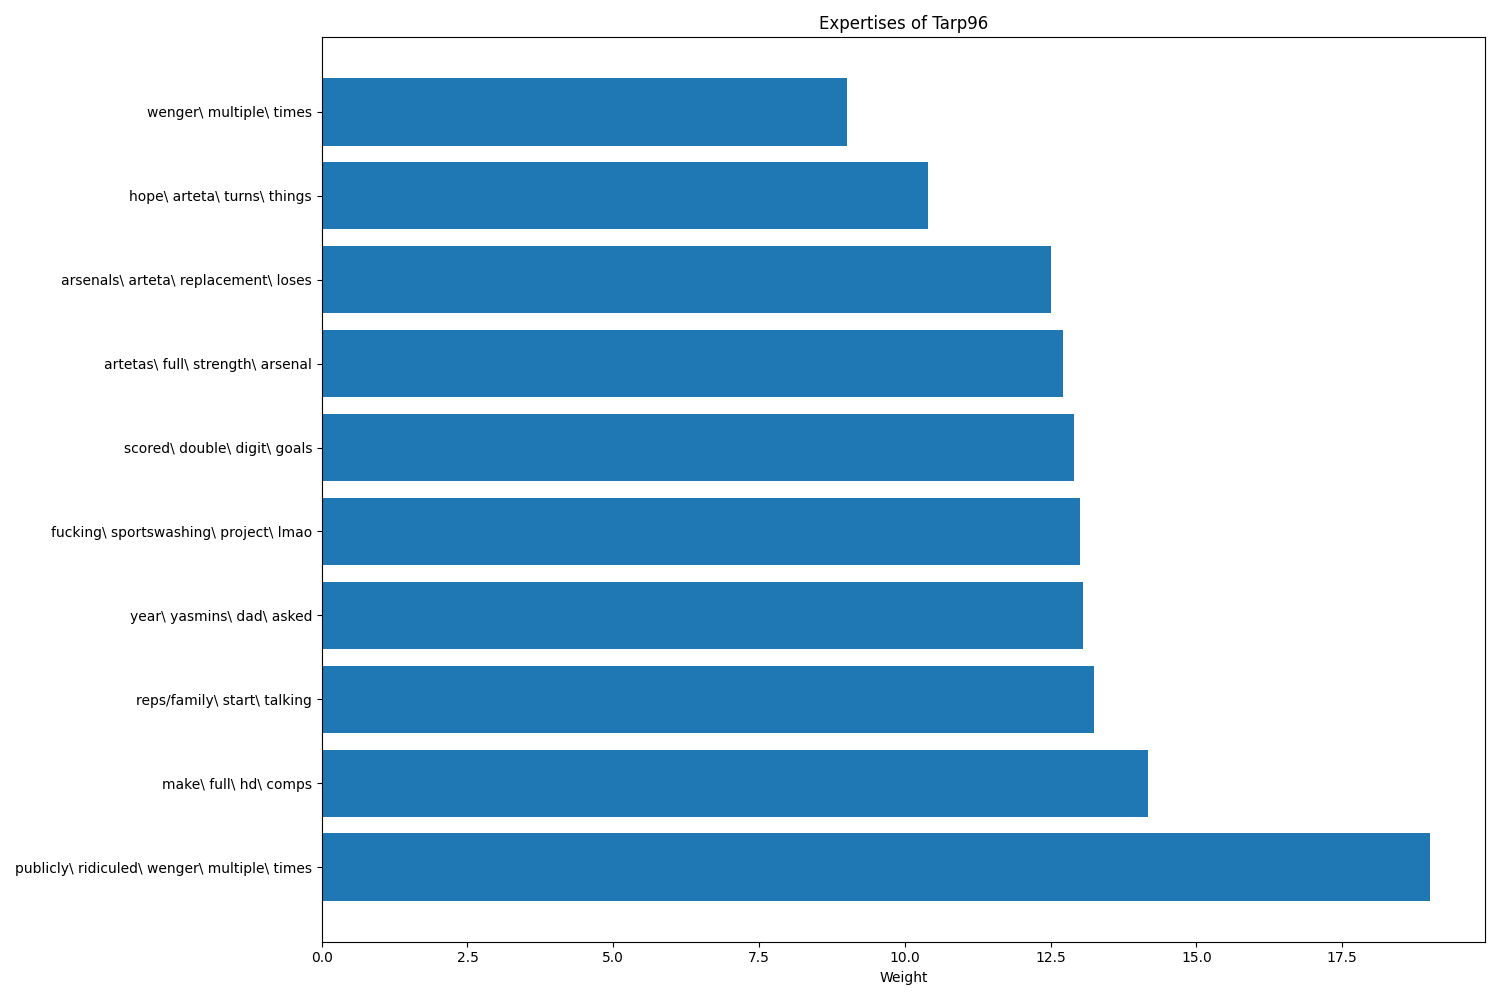 Expertises of Tarp96
wenger\ multiple\ times
hope\ arteta\ turns\ things
arsenals\ arteta\ replacement\ loses
artetas\ full\ strength\ arsenal
scored\ double\ digit\ goals
fucking\ sportswashing\ project\ lmao
year\ yasmins\ dad\ asked
reps/family\ start\ talking
make\ full\ hd\ comps
publicly\ ridiculed\ wenger\ multiple\ times
0.0 2.5 5.0 7.5 10.0 12.5 15.0 17.5
Weight